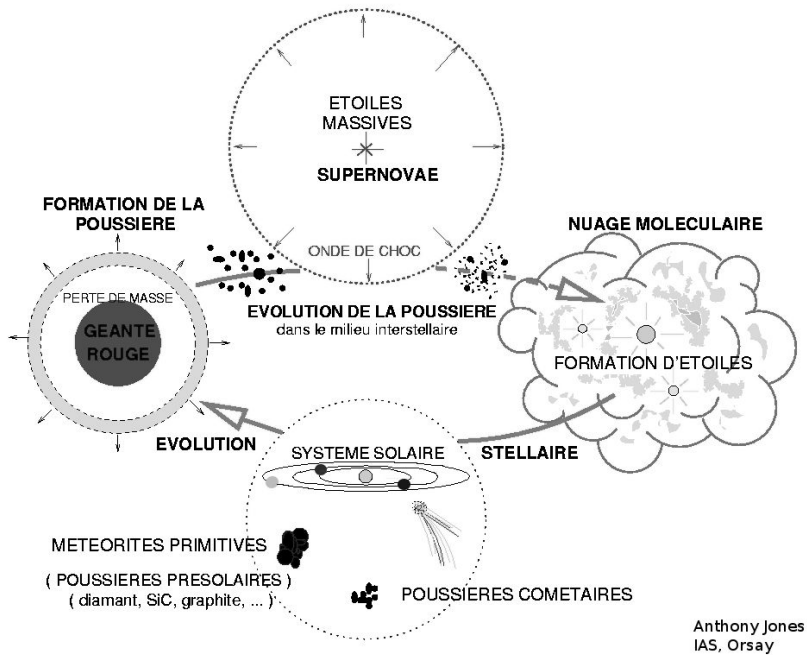 ETOILES
MASSIVES
SUPERNOVAE
ONDE DE CHOC
FORMATION DE LA
POUSSIERE
PERTE DE MASSE
GEANTE
ROUGE
EVOLUTION DE LA POUSSIERE
dans le milieu interstellaire
NUAGE MOLECULAIRE
FORMATION D'ETOILES
EVOLUTION
STELLAIRE
SYSTEME SOLAIRE
METEORITES PRIMITIVES
( POUSSIERES PRESOLAIRES )
( diamant, SiC, graphite, ... )
POUSSIERES COMETAIRES
Anthony Jones
IAS, Orsay